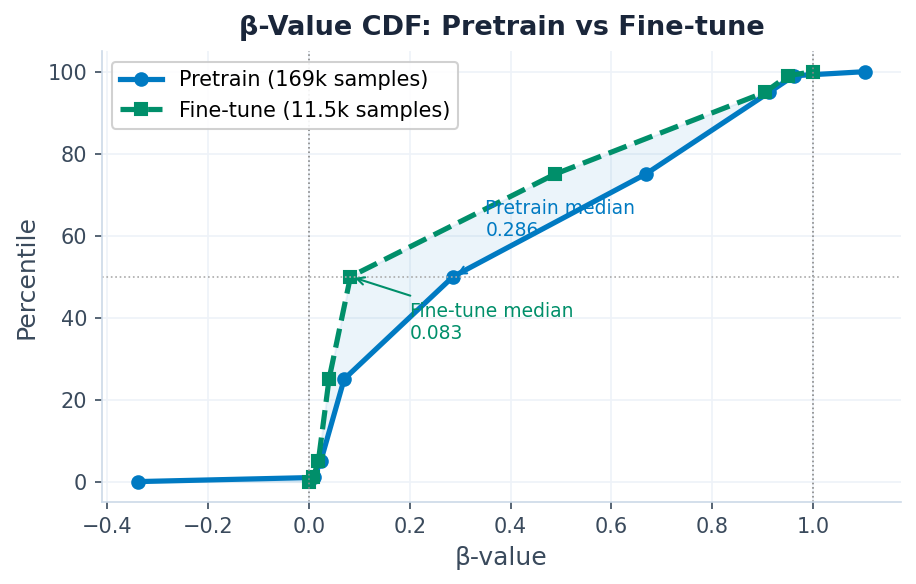 β-Value CDF: Pretrain vs Fine-tune
Pretrain (169k samples)
Fine-tune (11.5k samples)
Percentile
100
80
60
40
20
0
Pretrain median
0.286
Fine-tune median
0.083
−0.4
−0.2
0.0
0.2
0.4
0.6
0.8
1.0
β-value